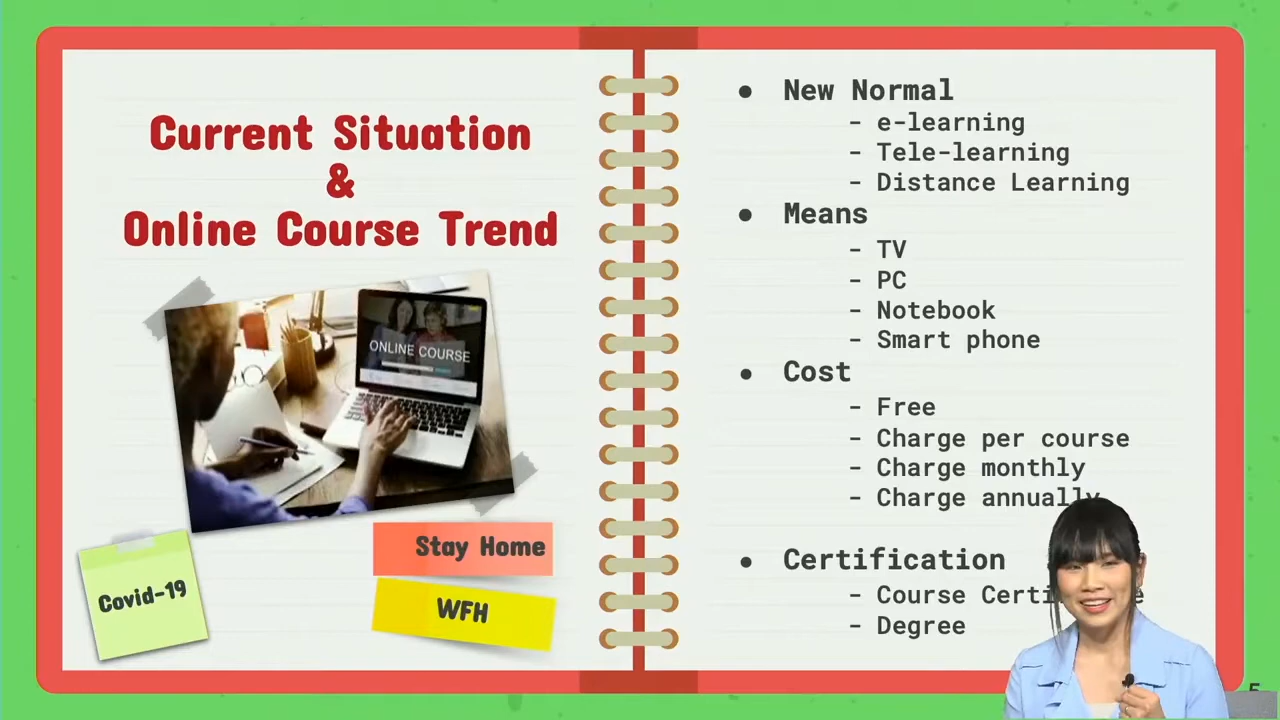 Current Situation
&
Online Course Trend
ONLINE COURSE
Stay Home
Covid-19
WFH
● New Normal
- e-learning
- Tele-learning
- Distance Learning
● Means
- TV
- PC
- Notebook
- Smart phone
● Cost
- Free
- Charge per course
- Charge monthly
- Charge annually
● Certification
- Course
- Degree